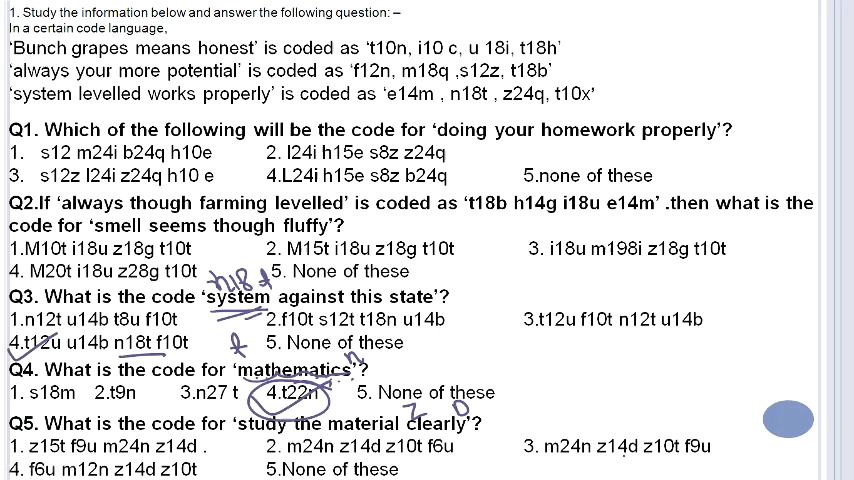 1. Study the information below and answer the following question: –
In a certain code language,
‘Bunch grapes means honest’ is coded as ‘t10n, i10 c, u 18i, t18h’
‘always your more potential’ is coded as ‘f12n, m18q ,s12z, t18b’
‘system levelled works properly’ is coded as ‘e14m , n18t , z24q, t10x’
Q1. Which of the following will be the code for ‘doing your homework properly’?
1. s12 m24i b24q h10e 2. l24i h15e s8z z24q
3. s12z l24i z24q h10 e 4.L24i h15e s8z b24q 5.none of these
Q2.If ‘always though farming levelled’ is coded as ‘t18b h14g i18u e14m’ .then what is the
code for ‘smell seems though fluffy’?
1.M10t i18u z18g t10t 2. M15t i18u z18g t10t 3. i18u m198i z18g t10t
4. M20t i18u z28g t10t 5. None of these
n18t
Q3. What is the code ‘system against this state’?
1.n12t u14b t8u f10t 2.f10t s12t t18n u14b 3.t12u f10t n12t u14b
4.t12u u14b n18t f10t 5. None of these
t n
Q4. What is the code for ‘mathematics’?
1. s18m 2.t9n 3.n27 t 4.t22n 5. None of these
z D
Q5. What is the code for ‘study the material clearly’?
1. z15t f9u m24n z14d . 2. m24n z14d z10t f6u 3. m24n z14d z10t f9u
4. f6u m12n z14d z10t 5.None of these